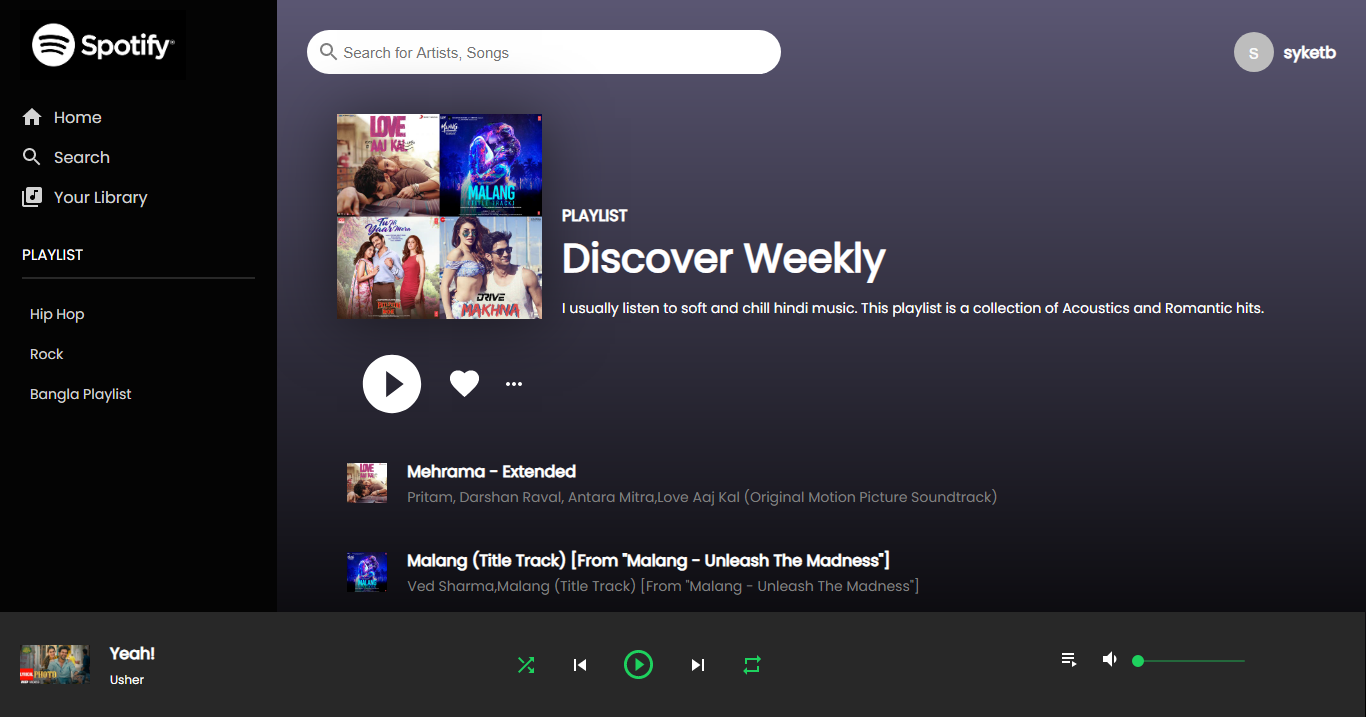 Spotify
Search for Artists, Songs
S
syketb
Home
Search
Your Library
PLAYLIST
Hip Hop
Rock
Bangla Playlist
LOVE
AAJ KAL
MALANG
TITLE TRACK
Tu Hi
Yaar Mera
DRIVE
MAKHNA
PLAYLIST
Discover Weekly
I usually listen to soft and chill hindi music. This playlist is a collection of Acoustics and Romantic hits.
Mehrama - Extended
Pritam, Darshan Raval, Antara Mitra,Love Aaj Kal (Original Motion Picture Soundtrack)
Malang (Title Track) [From "Malang - Unleash The Madness"]
Ved Sharma,Malang (Title Track) [From "Malang - Unleash The Madness"]
PHOTO
Yeah!
Usher